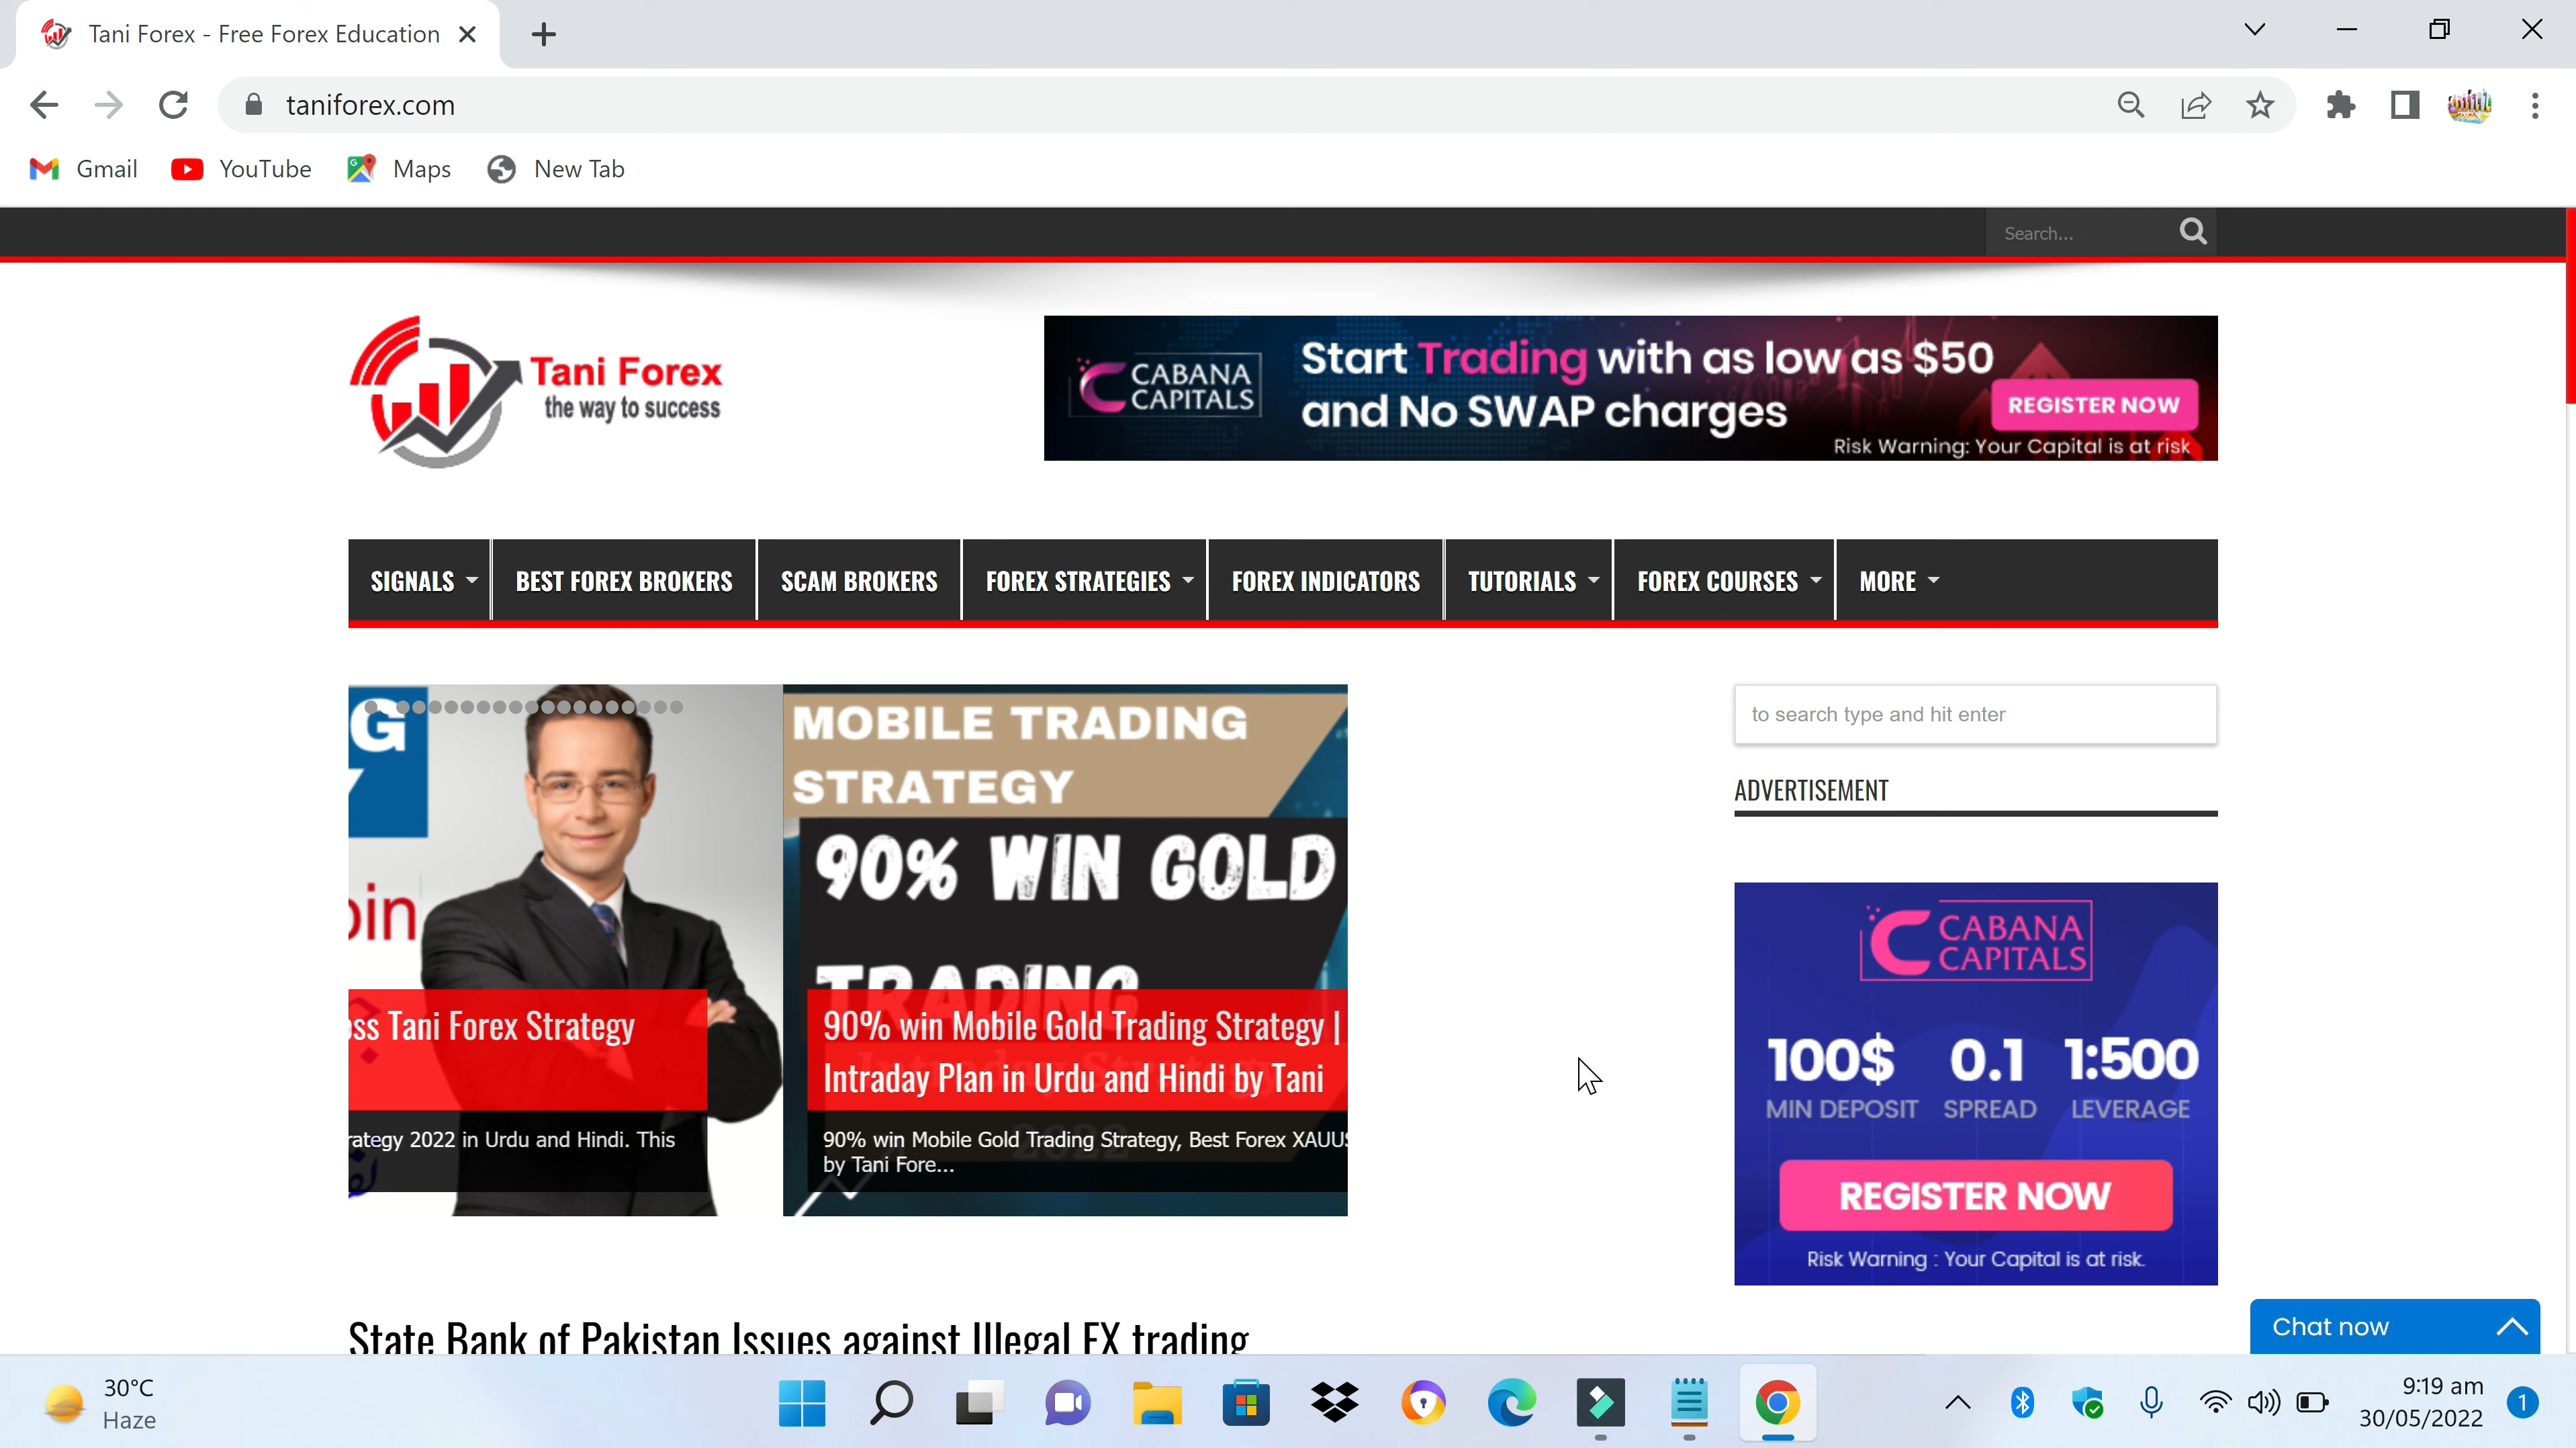 Tani Forex - Free Forex Education
taniforex.com
Gmail
YouTube
Maps
New Tab
Search...
Tani Forex
the way to success
CABANA
CAPITALS
Start Trading with as low as $50
and No SWAP charges
REGISTER NOW
Risk Warning: Your Capital is at risk
SIGNALS
BEST FOREX BROKERS
SCAM BROKERS
FOREX STRATEGIES
FOREX INDICATORS
TUTORIALS
FOREX COURSES
MORE
G
oin
oss Tani Forex Strategy
rategy 2022 in Urdu and Hindi. This
MOBILE TRADING
STRATEGY
90% WIN GOLD
TRADING
90% win Mobile Gold Trading Strategy |
Intraday Plan in Urdu and Hindi by Tani
90% win Mobile Gold Trading Strategy, Best Forex XAUUS
by Tani Fore...
2022
to search type and hit enter
ADVERTISEMENT
CABANA
CAPITALS
100$ 0.1 1:500
MIN DEPOSIT SPREAD LEVERAGE
REGISTER NOW
Risk Warning : Your Capital is at risk.
State Bank of Pakistan Issues against Illegal FX trading
Chat now
30°C
Haze
9:19 am
30/05/2022
1